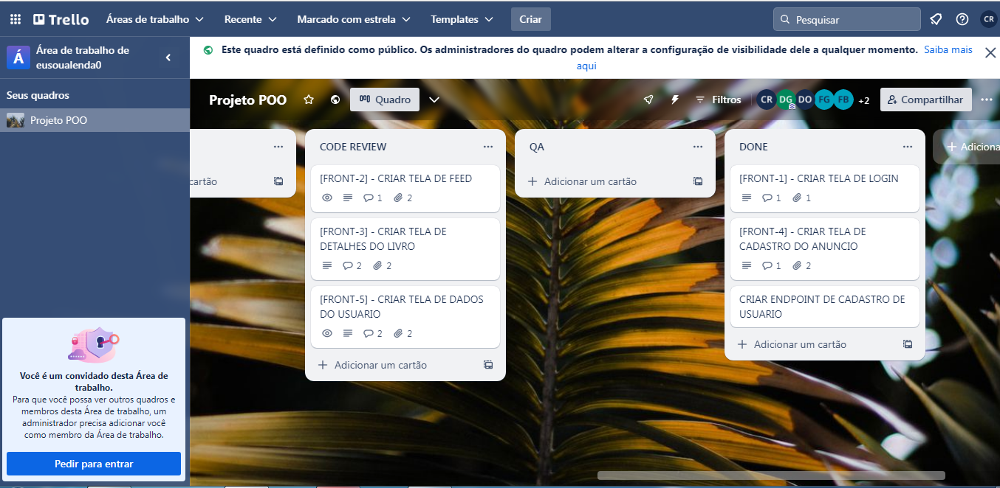 Trello
Áreas de trabalho
Recente
Marcado com estrela
Templates
Criar
Pesquisar
CR
Á
Área de trabalho de
eusoualenda0
Este quadro está definido como público. Os administradores do quadro podem alterar a configuração de visibilidade dele a qualquer momento. Saiba mais
aqui
Seus quadros
Projeto POO
Projeto POO
Quadro
Filtros
CR
DG
DO
FG
FB
+2
Compartilhar
cartão
CODE REVIEW
[FRONT-2] - CRIAR TELA DE FEED
1
2
[FRONT-3] - CRIAR TELA DE
DETALHES DO LIVRO
2
2
[FRONT-5] - CRIAR TELA DE DADOS
DO USUARIO
2
2
Adicionar um cartão
QA
Adicionar um cartão
DONE
[FRONT-1] - CRIAR TELA DE LOGIN
1
1
[FRONT-4] - CRIAR TELA DE
CADASTRO DO ANUNCIO
1
2
CRIAR ENDPOINT DE CADASTRO DE
USUARIO
Adicionar um cartão
Adiciona
Você é um convidado desta Área de
trabalho.
Para que você possa ver outros quadros e
membros desta Área de trabalho, um
administrador precisa adicionar você
como membro da Área de trabalho.
Pedir para entrar